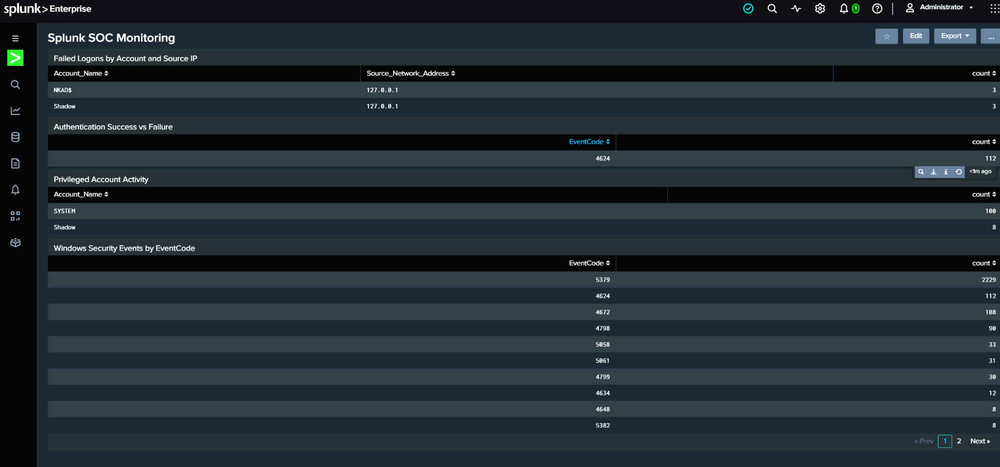 splunk>Enterprise
1
Administrator
Splunk SOC Monitoring
Edit
Export
...
Failed Logons by Account and Source IP
Account_Name Source_Network_Address count
NKAD$ 127.0.0.1 3
Shadow 127.0.0.1 3
Authentication Success vs Failure
EventCode count
4624 112
<1m ago
Privileged Account Activity
Account_Name count
SYSTEM 100
Shadow 8
Windows Security Events by EventCode
EventCode count
5379 2229
4624 112
4672 108
4798 90
5058 33
5061 31
4799 30
4634 12
4648 8
5382 8
« Prev 1 2 Next »